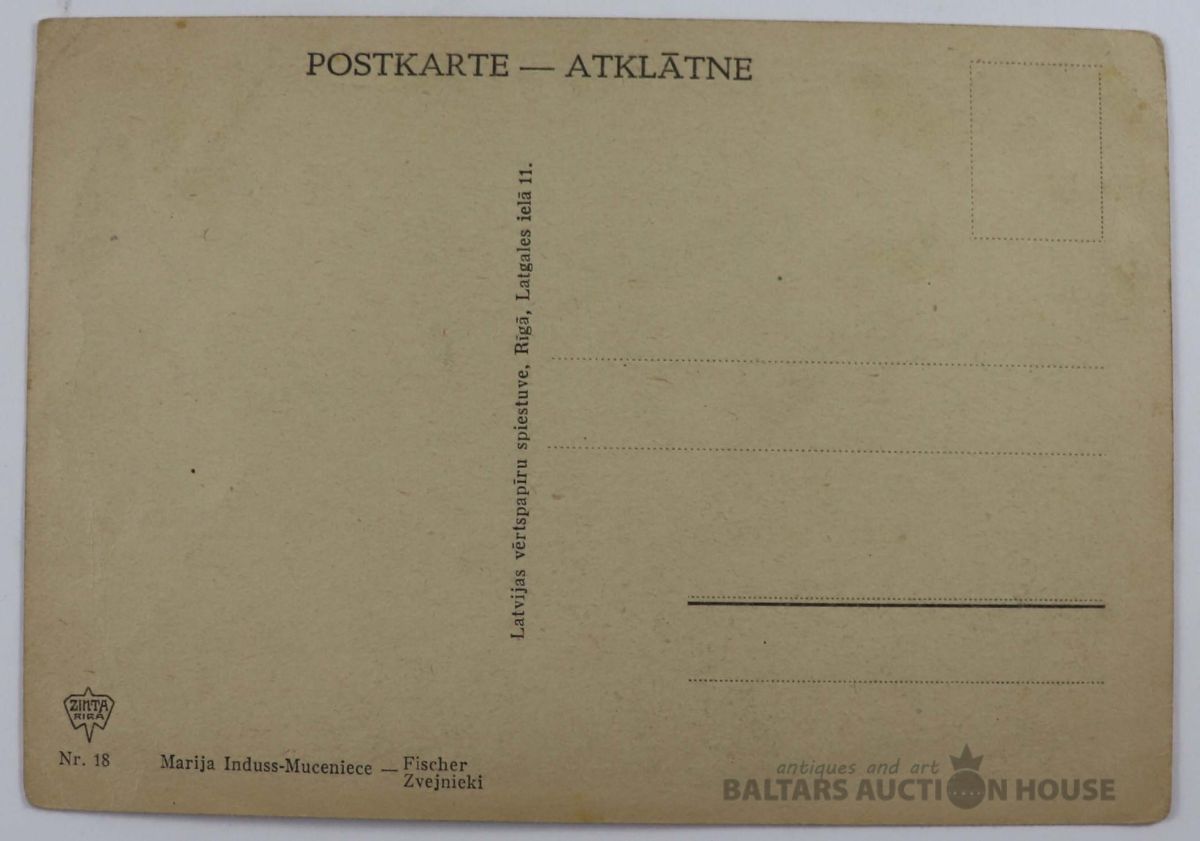 POSTKARTE — ATKLĀTNE
Latvijas vērtspapīru spiestuve, Rīgā, Latgales ielā 11.
ZINTA
RIGĀ
Nr. 18
Marija Induss-Muceniece — Fischer
Zvejnieki
antiques and art
BALTARS AUCTION HOUSE